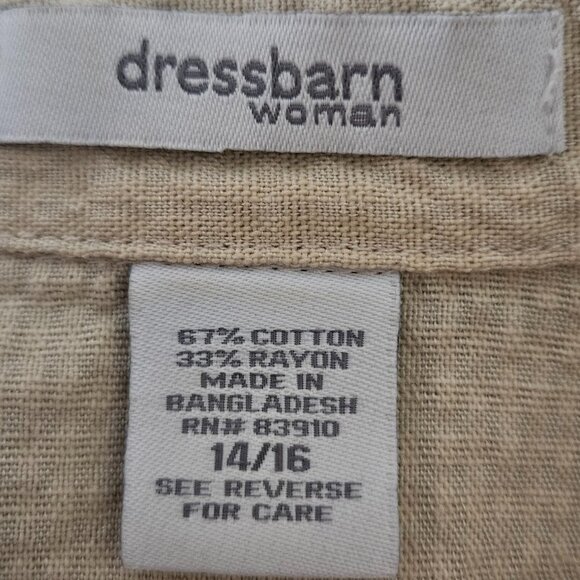 dressbarn
woman
67% COTTON
33% RAYON
MADE IN
BANGLADESH
RN# 83910
14/16
SEE REVERSE
FOR CARE